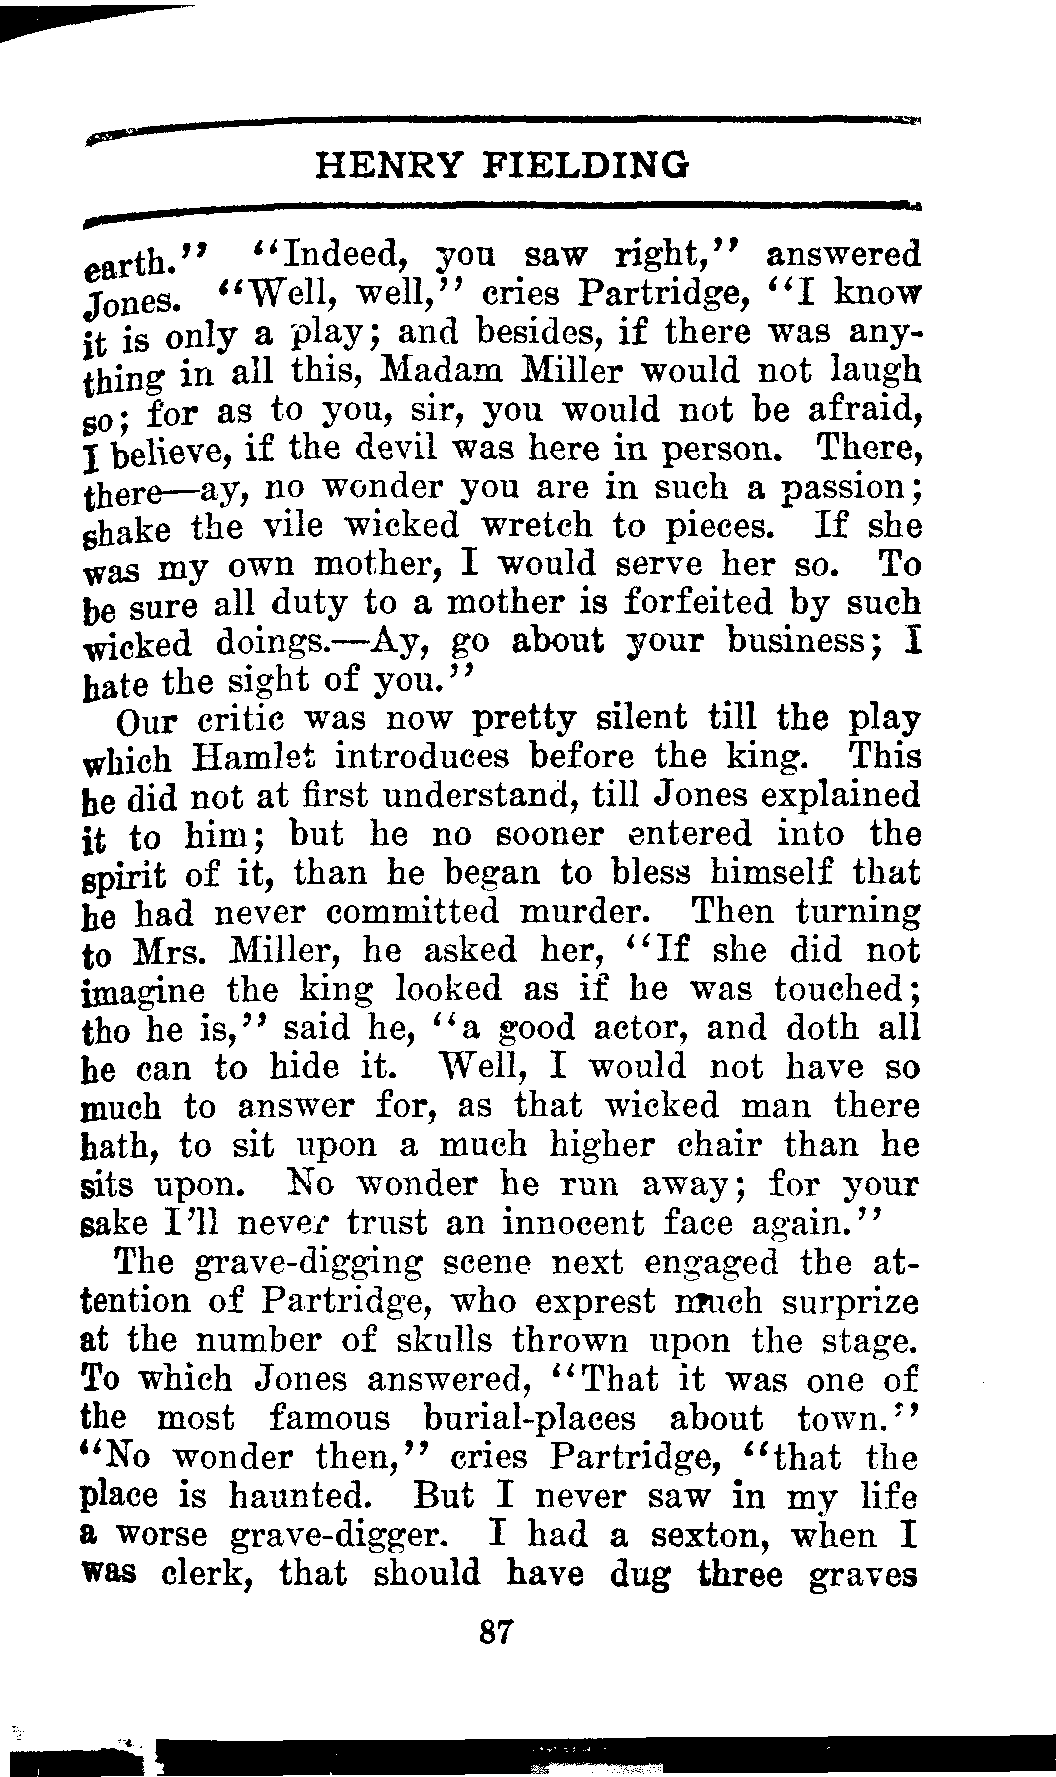 HENRY FIELDING
earth." "Indeed, you saw right," answered
Jones. "Well, well," cries Partridge, "I know
it is only a play; and besides, if there was any-
thing in all this, Madam Miller would not laugh
so; for as to you, sir, you would not be afraid,
I believe, if the devil was here in person. There,
there—ay, no wonder you are in such a passion;
shake the vile wicked wretch to pieces. If she
was my own mother, I would serve her so. To
be sure all duty to a mother is forfeited by such
wicked doings.—Ay, go about your business; I
hate the sight of you."
Our critic was now pretty silent till the play
which Hamlet introduces before the king. This
he did not at first understand, till Jones explained
it to him; but he no sooner entered into the
spirit of it, than he began to bless himself that
he had never committed murder. Then turning
to Mrs. Miller, he asked her, "If she did not
imagine the king looked as if he was touched;
tho he is," said he, "a good actor, and doth all
he can to hide it. Well, I would not have so
much to answer for, as that wicked man there
hath, to sit upon a much higher chair than he
sits upon. No wonder he run away; for your
sake I'll never trust an innocent face again."
The grave-digging scene next engaged the at-
tention of Partridge, who exprest much surprize
at the number of skulls thrown upon the stage.
To which Jones answered, "That it was one of
the most famous burial-places about town."
"No wonder then," cries Partridge, "that the
place is haunted. But I never saw in my life
a worse grave-digger. I had a sexton, when I
was clerk, that should have dug three graves
87